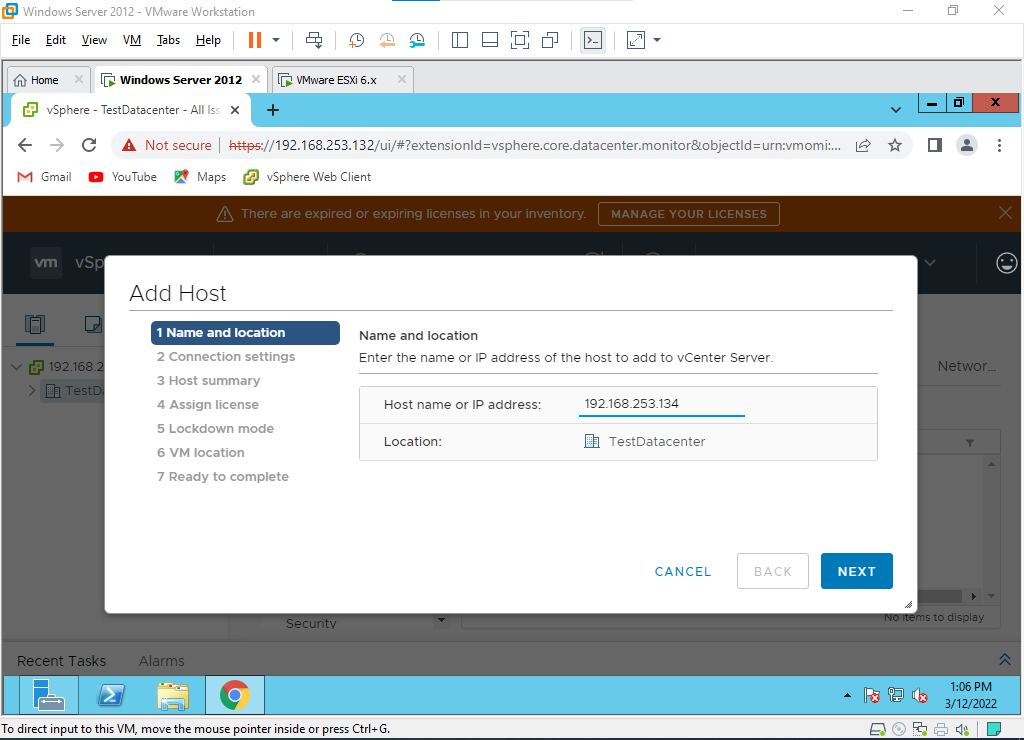 Windows Server 2012 - VMware Workstation
File Edit View VM Tabs Help
Home Windows Server 2012 VMware ESXi 6.x
vSphere - TestDatacenter - All Iss
Not secure https://192.168.253.132/ui/#?extensionId=vsphere.core.datacenter.monitor&objectId=urn:vmomi:...
Gmail YouTube Maps vSphere Web Client
There are expired or expiring licenses in your inventory. MANAGE YOUR LICENSES
vm vSp
Add Host
1 Name and location
2 Connection settings
3 Host summary
4 Assign license
5 Lockdown mode
6 VM location
7 Ready to complete
Name and location
Enter the name or IP address of the host to add to vCenter Server.
Host name or IP address: 192.168.253.134
Location: TestDatacenter
CANCEL BACK NEXT
192.168.2
TestDa
Networ...
No items to display
Security
Recent Tasks Alarms
1:06 PM
3/12/2022
To direct input to this VM, move the mouse pointer inside or press Ctrl+G.